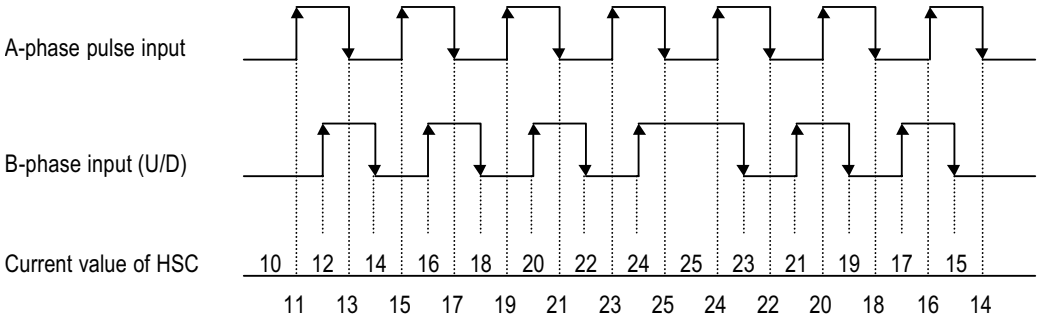 A-phase pulse input
B-phase input (U/D)
Current value of HSC 10 12 14 16 18 20 22 24 25 23 21 19 17 15
11 13 15 17 19 21 23 25 24 22 20 18 16 14